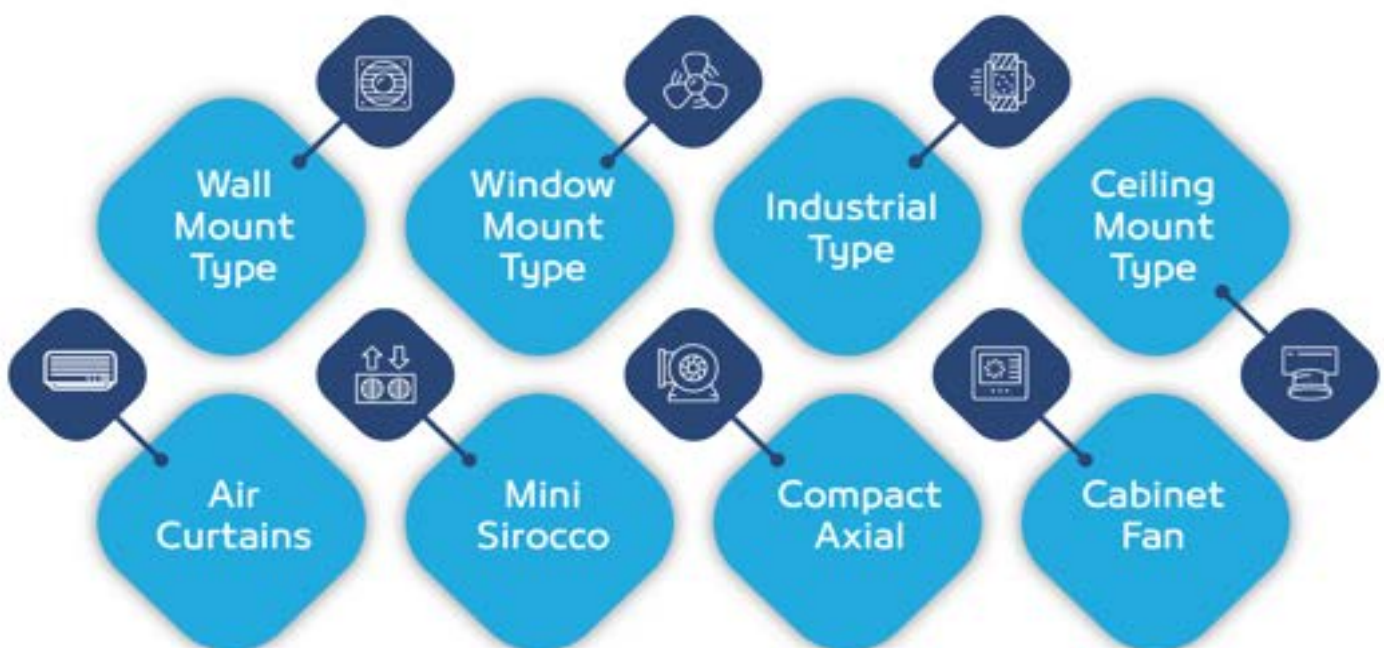 Wall
Mount
Type
Window
Mount
Type
Industrial
Type
Ceiling
Mount
Type
Air
Curtains
Mini
Sirocco
Compact
Axial
Cabinet
Fan